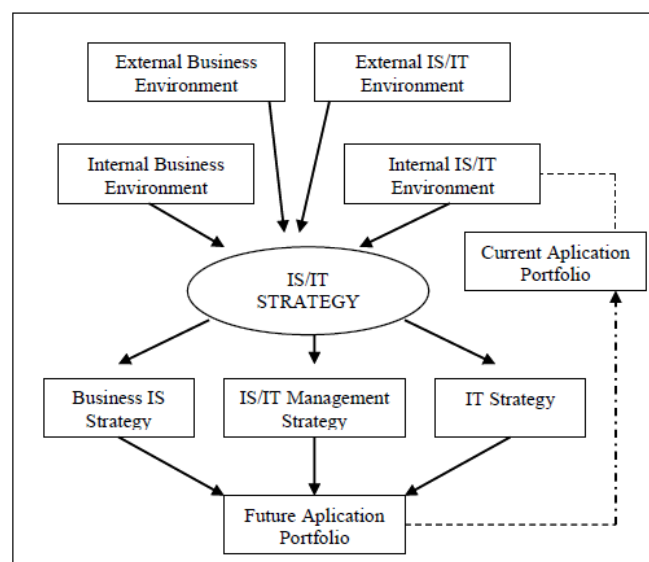 External Business
Environment
External IS/IT
Environment
Internal Business
Environment
Internal IS/IT
Environment
Current Aplication
Portfolio
IS/IT
STRATEGY
Business IS
Strategy
IS/IT Management
Strategy
IT Strategy
Future Aplication
Portfolio